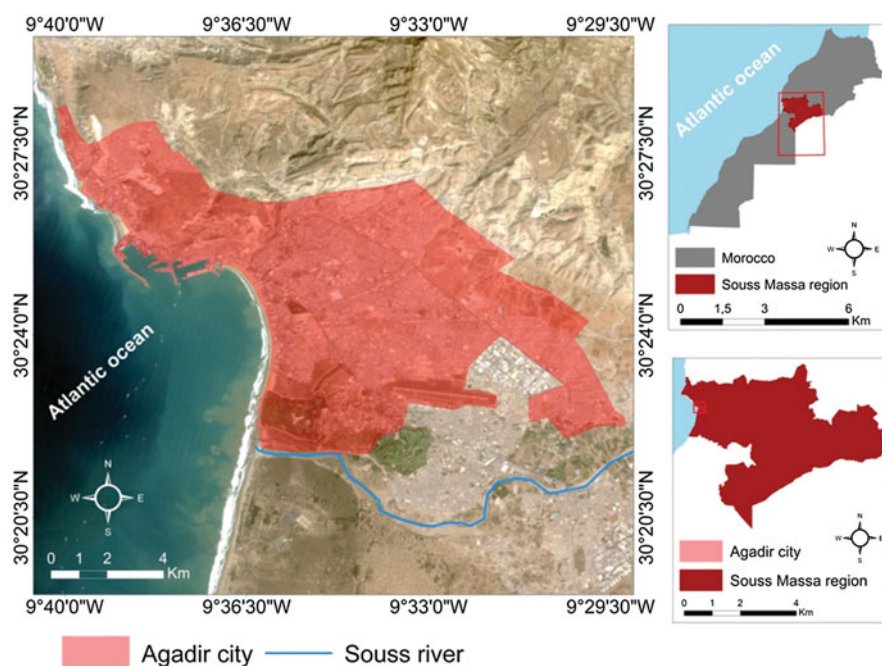 9°40'0"W 9°36'30"W 9°33'0"W 9°29'30"W
30°27'30"N
30°24'0"N
30°20'30"N
Atlantic ocean
N
W E
S
0 1 2 4
Km
30°27'30"N
30°24'0"N
30°20'30"N
9°40'0"W 9°36'30"W 9°33'0"W 9°29'30"W
Agadir city Souss river
Atlantic ocean
N
W E
S
Morocco
Souss Massa region
0 1,5 3 6
Km
N
W E
S
Agadir city
Souss Massa region
0 0.5 1 2 4
Km